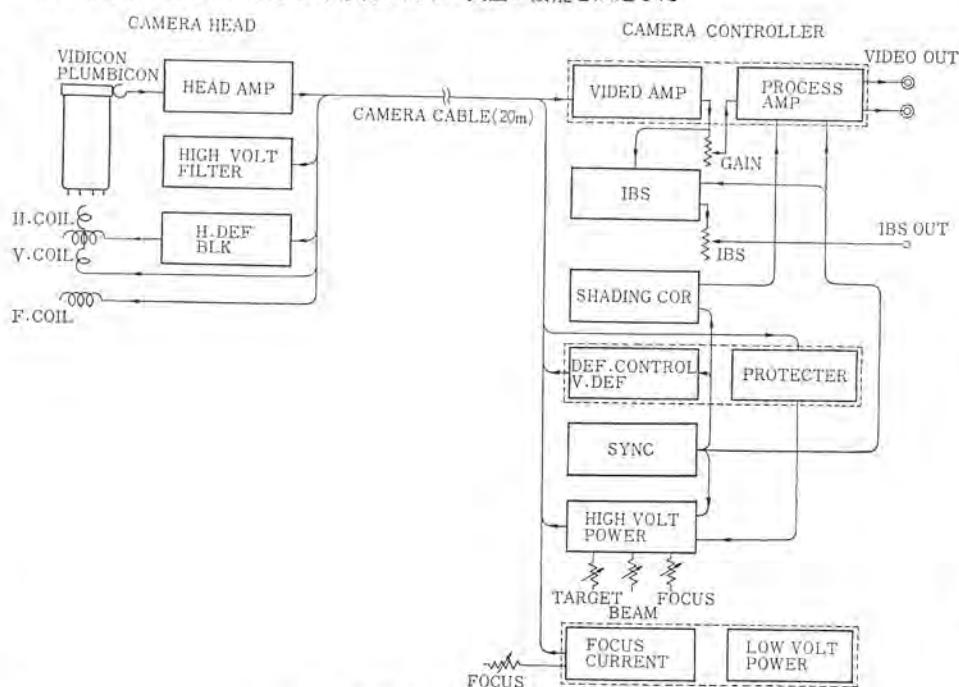 CAMERA HEAD
VIDICON
PLUMBICON
HEAD AMP
HIGH VOLT
FILTER
H.COIL
H.DEF
BLK
V.COIL
F.COIL
CAMERA CABLE(20m)
CAMERA CONTROLLER
VIDEO OUT
VIDEO AMP
PROCESS
AMP
GAIN
IBS
IBS OUT
IBS
SHADING COR
DEF.CONTROL
V.DEF
PROTECTER
SYNC
HIGH VOLT
POWER
TARGET
FOCUS
BEAM
FOCUS
CURRENT
LOW VOLT
POWER
FOCUS